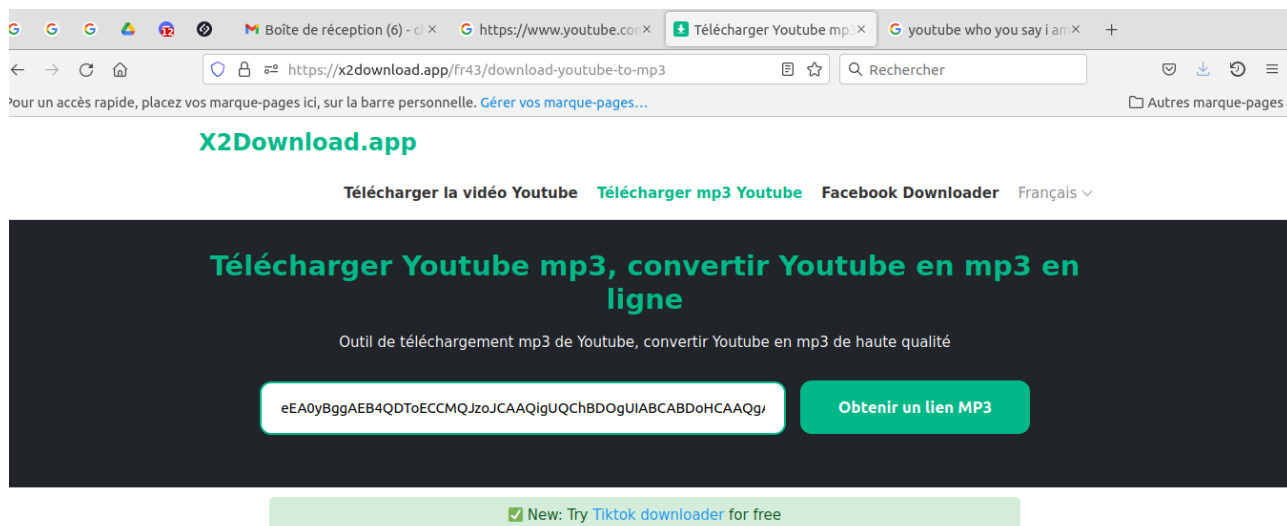 12 Boîte de réception (6) - c https://www.youtube.con Télécharger Youtube mp3 youtube who you say i am
https://x2download.app/fr43/download-youtube-to-mp3 Rechercher
Pour un accès rapide, placez vos marque-pages ici, sur la barre personnelle. Gérer vos marque-pages… Autres marque-pages
X2Download.app
Télécharger la vidéo Youtube Télécharger mp3 Youtube Facebook Downloader Français
Télécharger Youtube mp3, convertir Youtube en mp3 en
ligne
Outil de téléchargement mp3 de Youtube, convertir Youtube en mp3 de haute qualité
eEA0yBggAEB4QDToECCMQJzoJCAAQigUQChBDOgUIABCABDoHCAAQg Obtenir un lien MP3
✅ New: Try Tiktok downloader for free